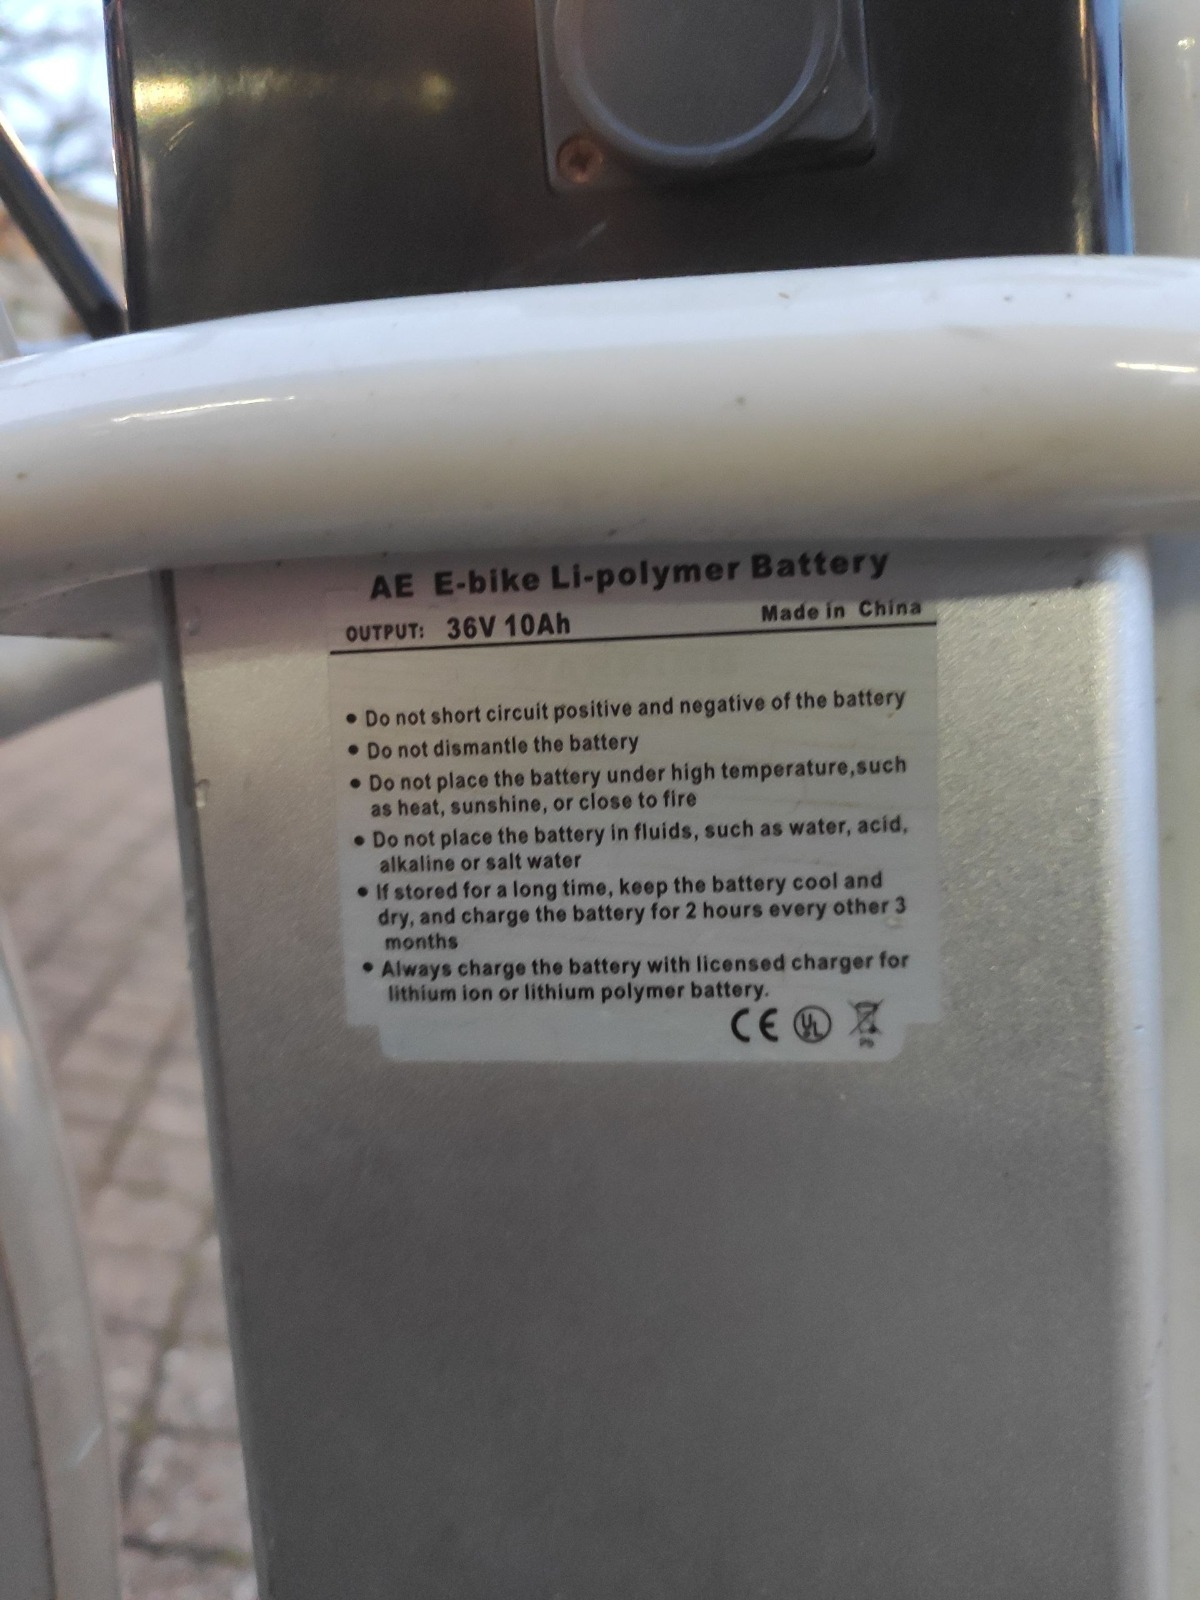 AE E-bike Li-polymer Battery
OUTPUT: 36V 10Ah Made in China
• Do not short circuit positive and negative of the battery
• Do not dismantle the battery
• Do not place the battery under high temperature,such
as heat, sunshine, or close to fire
• Do not place the battery in fluids, such as water, acid,
alkaline or salt water
• If stored for a long time, keep the battery cool and
dry, and charge the battery for 2 hours every other 3
months
• Always charge the battery with licensed charger for
lithium ion or lithium polymer battery.
CE UL Pb